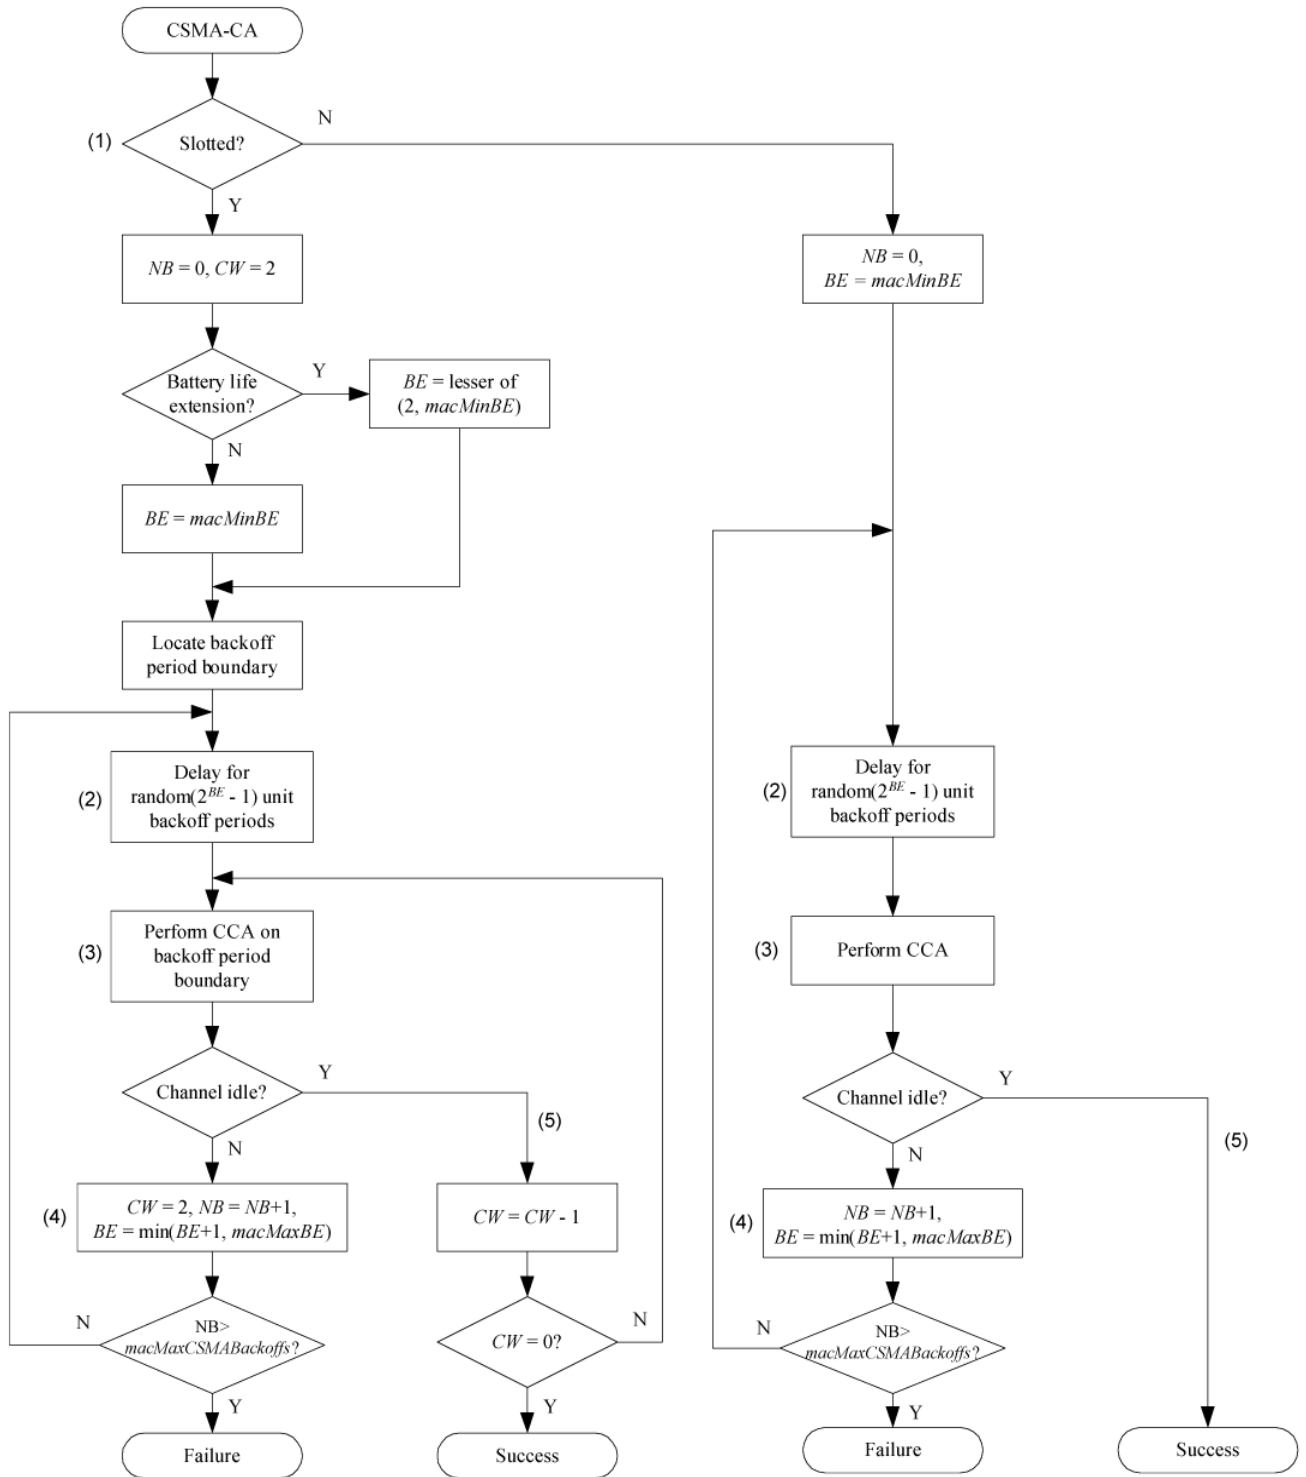 CSMA-CA
N
(1)
Slotted?
Y
NB = 0, CW = 2
NB = 0,
BE = macMinBE
Battery life
extension?
Y
BE = lesser of
(2, macMinBE)
N
BE = macMinBE
Locate backoff
period boundary
(2)
Delay for
random(2^BE - 1) unit
backoff periods
(2)
Delay for
random(2^BE - 1) unit
backoff periods
(3)
Perform CCA on
backoff period
boundary
(3)
Perform CCA
Channel idle?
Y
(5)
N
Channel idle?
Y
(5)
N
(4)
CW = 2, NB = NB+1,
BE = min(BE+1, macMaxBE)
CW = CW - 1
(4)
NB = NB+1,
BE = min(BE+1, macMaxBE)
N
NB>
macMaxCSMABackoffs?
Y
CW = 0?
N
Y
N
NB>
macMaxCSMABackoffs?
Y
Failure
Success
Failure
Success